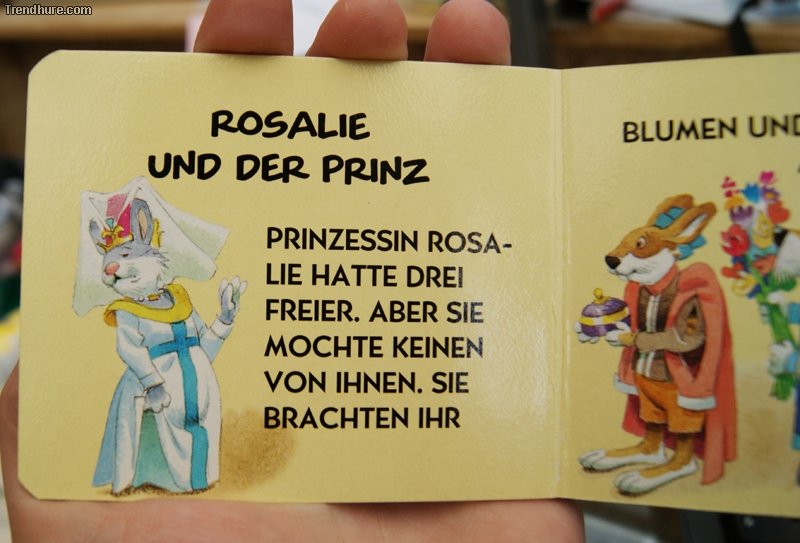 Trendhure.com
ROSALIE
UND DER PRINZ
PRINZESSIN ROSA-
LIE HATTE DREI
FREIER. ABER SIE
MOCHTE KEINEN
VON IHNEN. SIE
BRACHTEN IHR
BLUMEN UND